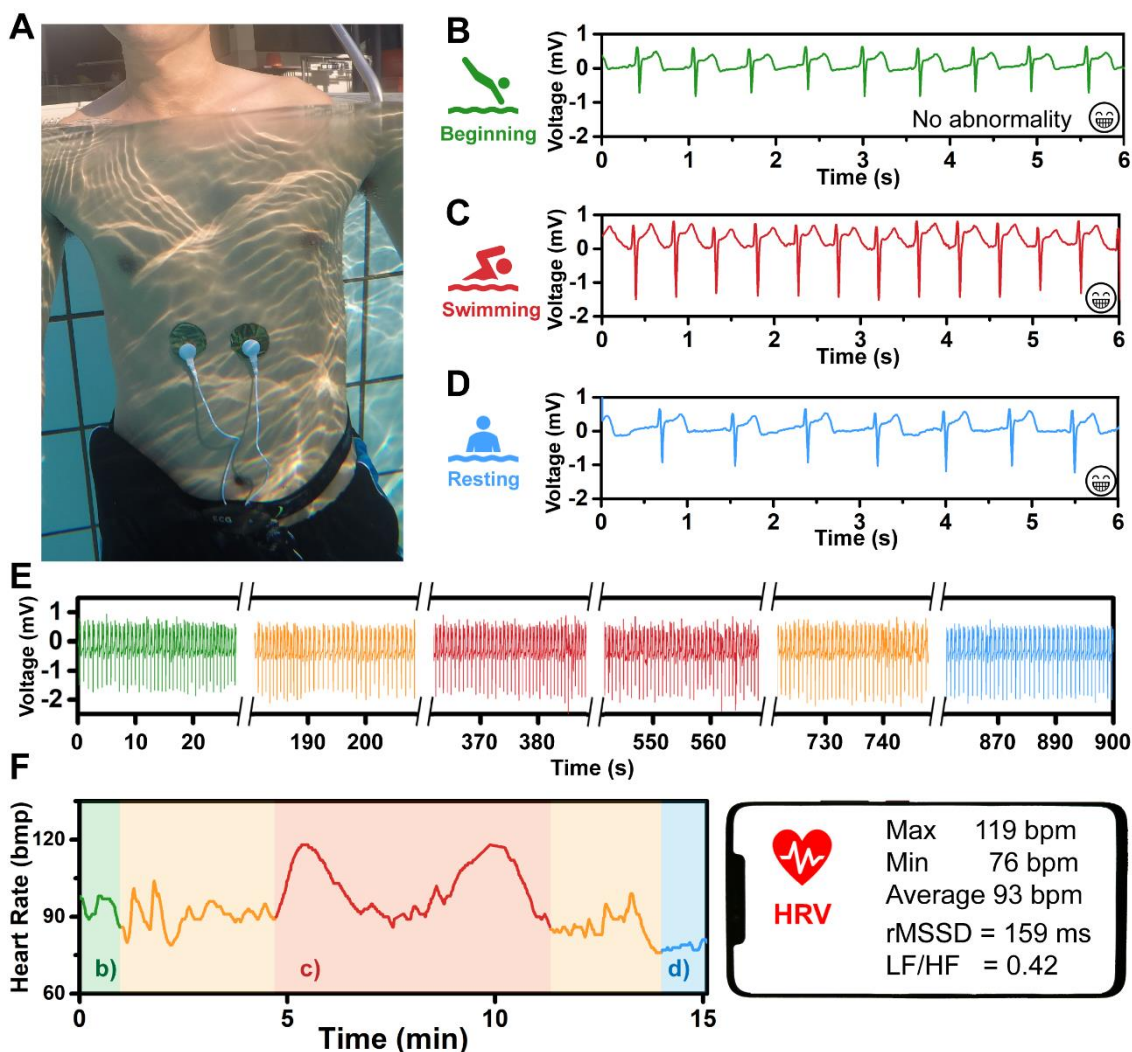 A
ECG
B
Beginning
Voltage (mV)
1
0
-1
-2
No abnormality
0 1 2 3 4 5 6
Time (s)
C
Swimming
Voltage (mV)
1
0
-1
-2
0 1 2 3 4 5 6
Time (s)
D
Resting
Voltage (mV)
1
0
-1
-2
0 1 2 3 4 5 6
Time (s)
E
Voltage (mV)
1
0
-1
-2
0 10 20 190 200 370 380 550 560 730 740 870 890 900
Time (s)
F
Heart Rate (bmp)
120
90
60
b)
c)
d)
0 5 10 15
Time (min)
HRV
Max 119 bpm
Min 76 bpm
Average 93 bpm
rMSSD = 159 ms
LF/HF = 0.42